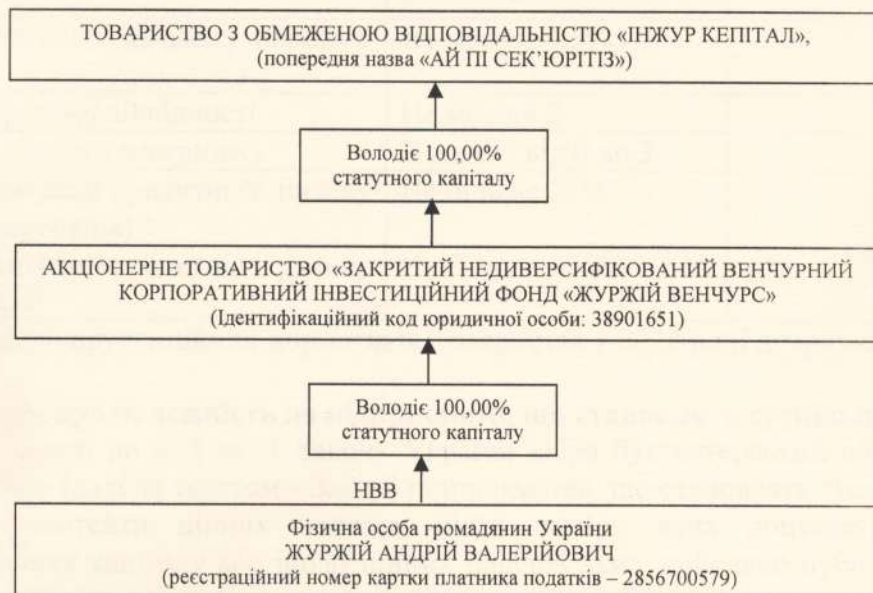 ТОВАРИСТВО З ОБМЕЖЕНОЮ ВІДПОВІДАЛЬНІСТЮ «ІНЖУР КЕПІТАЛ»,
(попередня назва «АЙ ПІ СЕК’ЮРІТІЗ»)
Володіє 100,00%
статутного капіталу
АКЦІОНЕРНЕ ТОВАРИСТВО «ЗАКРИТИЙ НЕДИВЕРСИФІКОВАНИЙ ВЕНЧУРНИЙ
КОРПОРАТИВНИЙ ІНВЕСТИЦІЙНИЙ ФОНД «ЖУРЖІЙ ВЕНЧУРС»
(Ідентифікаційний код юридичної особи: 38901651)
Володіє 100,00%
статутного капіталу
НВВ
Фізична особа громадянин України
ЖУРЖІЙ АНДРІЙ ВАЛЕРІЙОВИЧ
(реєстраційний номер картки платника податків – 2856700579)